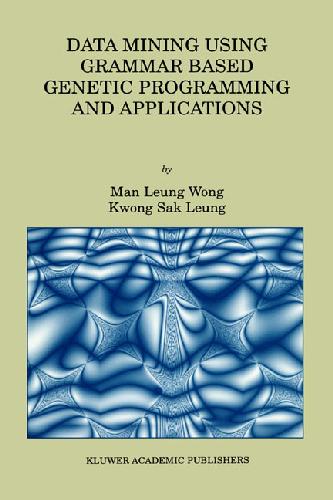 DATA MINING USING
GRAMMAR BASED
GENETIC PROGRAMMING
AND APPLICATIONS
by
Man Leung Wong
Kwong Sak Leung
KLUWER ACADEMIC PUBLISHERS